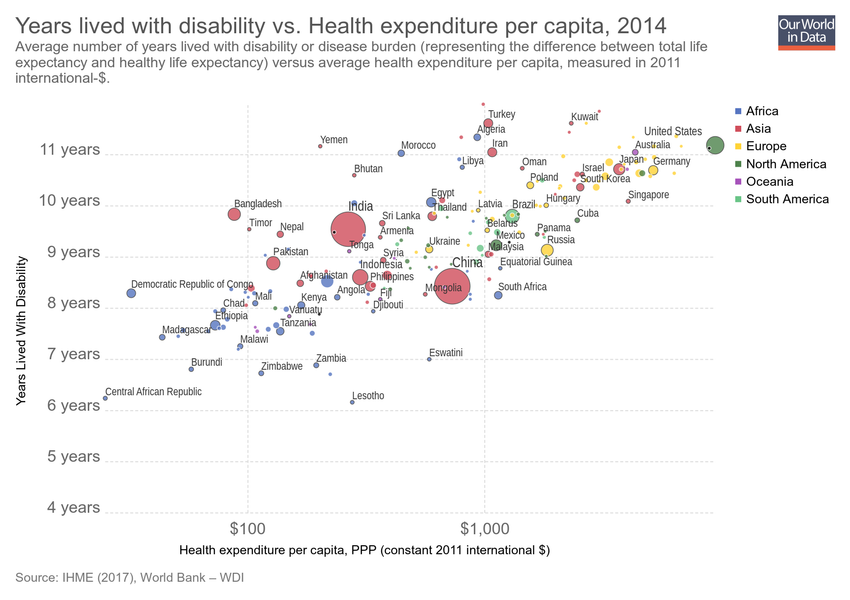 Years lived with disability vs. Health expenditure per capita, 2014
Our World
in Data
Average number of years lived with disability or disease burden (representing the difference between total life
expectancy and healthy life expectancy) versus average health expenditure per capita, measured in 2011
international-$.
Africa
Asia
Europe
North America
Oceania
South America
Turkey
Kuwait
Algeria
United States
Yemen
Morocco
Iran
Australia
11 years
Libya
Oman
Israel
Japan
Germany
Bhutan
Poland
South Korea
Singapore
10 years
Egypt
Hungary
Bangladesh
India
Thailand
Latvia
Brazil
Cuba
Timor
Nepal
Sri Lanka
Belarus
Panama
Armenia
Mexico
Russia
9 years
Tonga
Ukraine
Malaysia
Pakistan
Syria
China
Equatorial Guinea
Indonesia
Afghanistan
Philippines
Democratic Republic of Congo
Angola
Fiji
Mongolia
South Africa
8 years
Chad
Mali
Kenya
Djibouti
Ethiopia
Vanuatu
Tanzania
Madagascar
Malawi
7 years
Burundi
Zimbabwe
Zambia
Eswatini
Central African Republic
Lesotho
6 years
5 years
4 years
Years Lived With Disability
$100
$1,000
Health expenditure per capita, PPP (constant 2011 international $)
Source: IHME (2017), World Bank – WDI